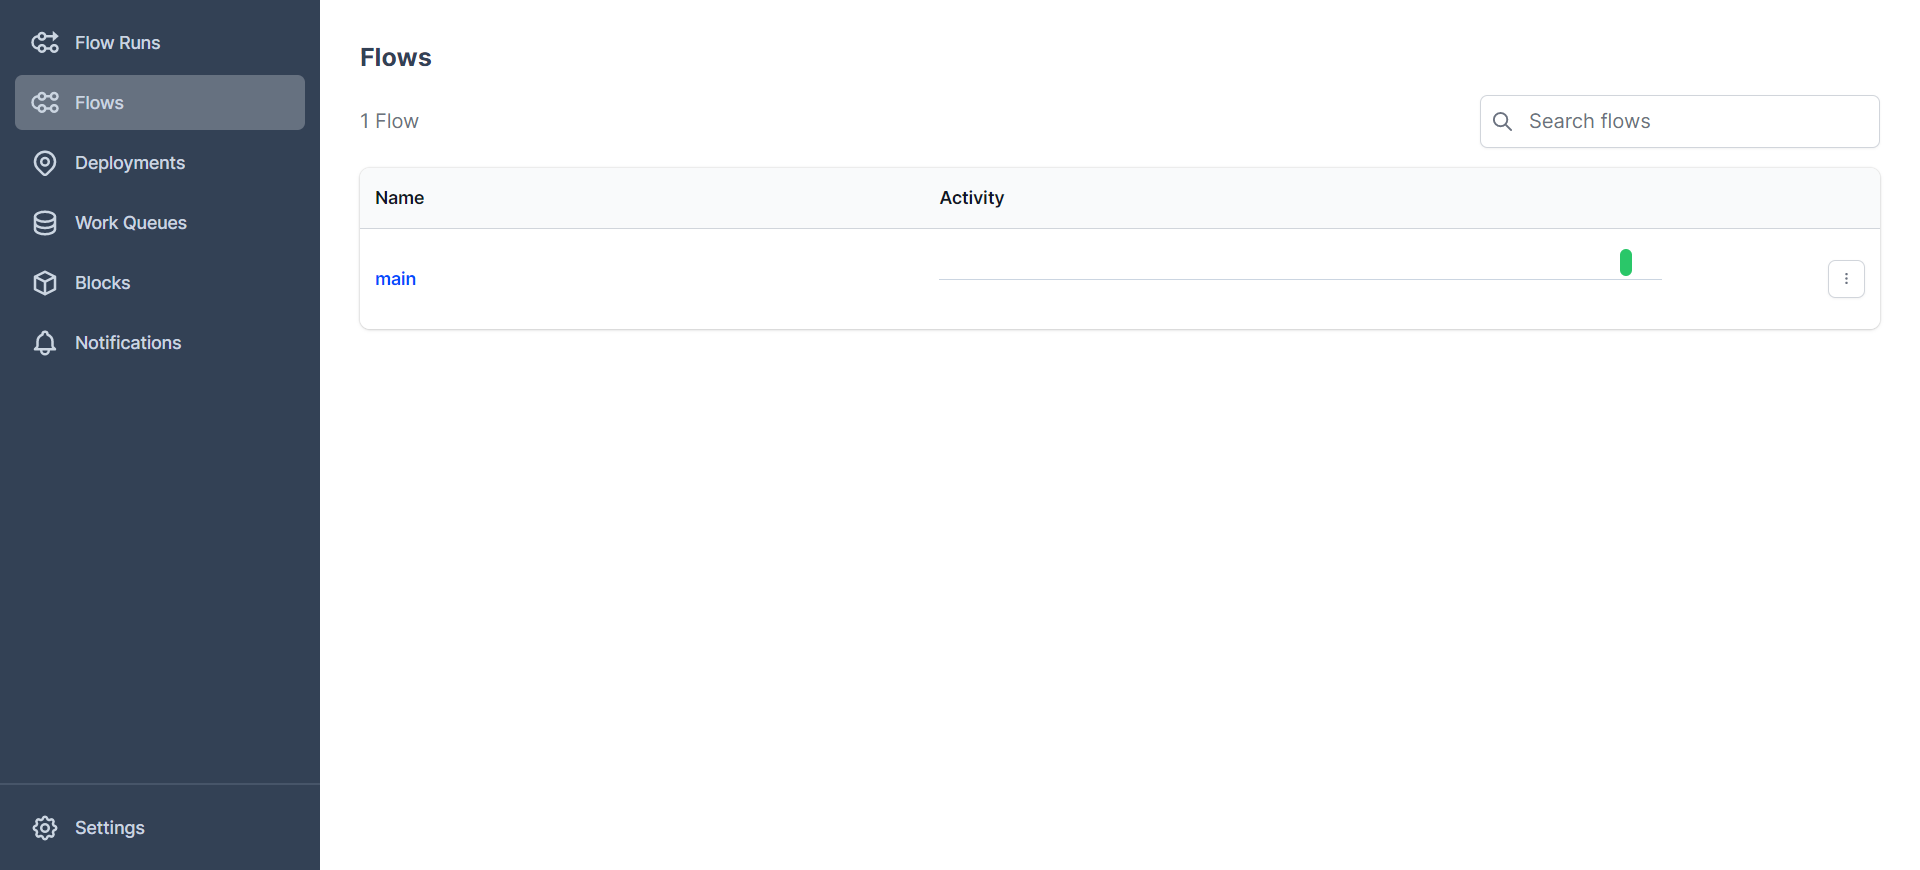 Flow Runs
Flows
Deployments
Work Queues
Blocks
Notifications
Settings
Flows
1 Flow
Search flows
Name Activity
main